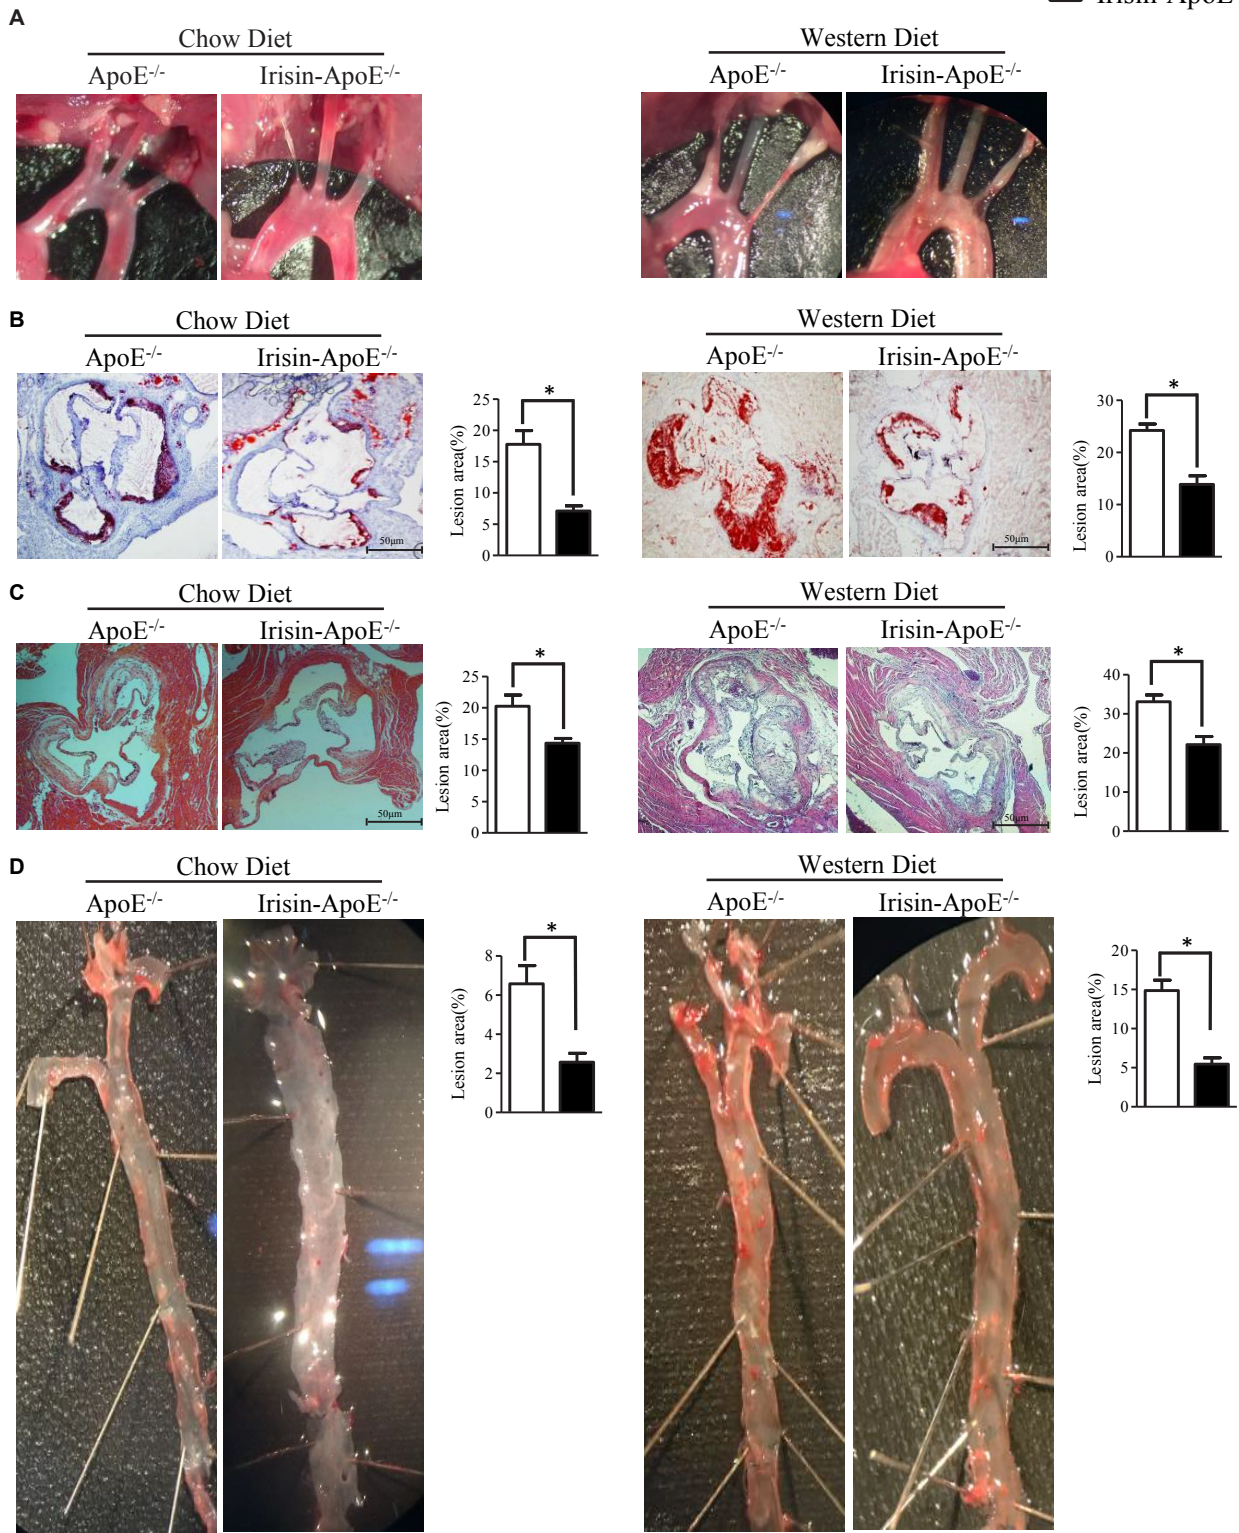 Irisin-ApoE
A
Chow Diet
Western Diet
ApoE-/-
Irisin-ApoE-/-
ApoE-/-
Irisin-ApoE-/-
B
Chow Diet
Western Diet
ApoE-/-
Irisin-ApoE-/-
ApoE-/-
Irisin-ApoE-/-
50μm
Lesion area(%)
25
20
15
10
5
0
*
50μm
Lesion area(%)
30
20
10
0
*
C
Chow Diet
Western Diet
ApoE-/-
Irisin-ApoE-/-
ApoE-/-
Irisin-ApoE-/-
50μm
Lesion area(%)
25
20
15
10
5
0
*
50μm
Lesion area(%)
40
30
20
10
0
*
D
Chow Diet
Western Diet
ApoE-/-
Irisin-ApoE-/-
ApoE-/-
Irisin-ApoE-/-
Lesion area(%)
8
6
4
2
0
*
Lesion area(%)
20
15
10
5
0
*